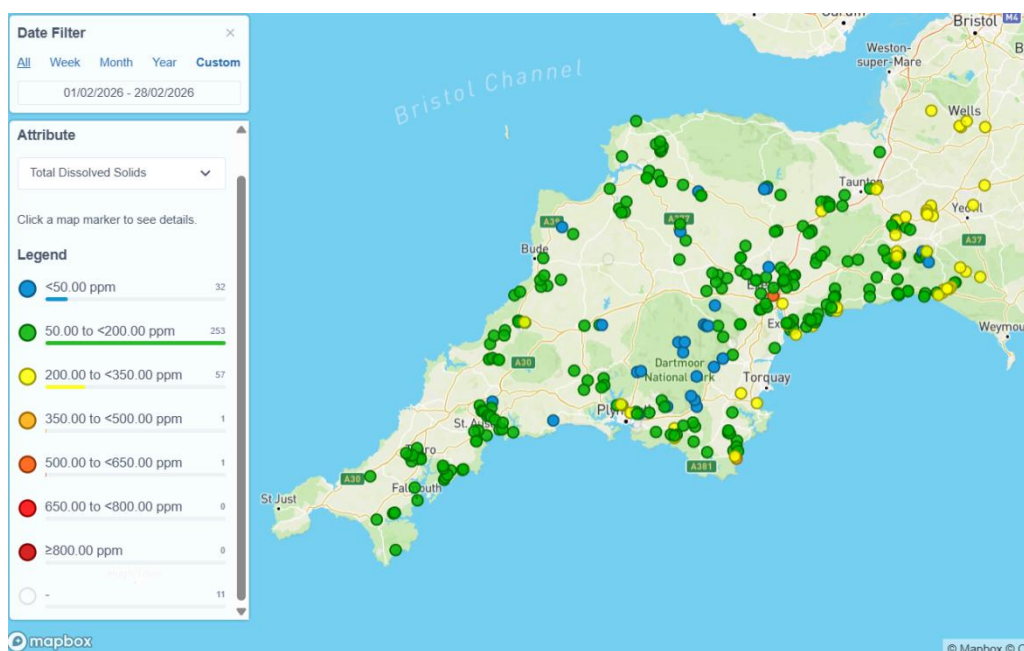 Date Filter ×
All Week Month Year Custom
01/02/2026 - 28/02/2026
Attribute
Total Dissolved Solids
Click a map marker to see details.
Legend
<50.00 ppm 32
50.00 to <200.00 ppm 253
200.00 to <350.00 ppm 57
350.00 to <500.00 ppm 1
500.00 to <650.00 ppm 1
650.00 to <800.00 ppm 0
≥800.00 ppm 0
- 11
mapbox
Bristol Channel
Bristol
M4
Weston-
super-Mare
Wells
Taunton
Yeovil
A39
A377
A37
Bude
Weymou
A30
Dartmoor
National Park
Torquay
St. Aus
A381
A30
Falmouth
St Just
© Mapbox ©